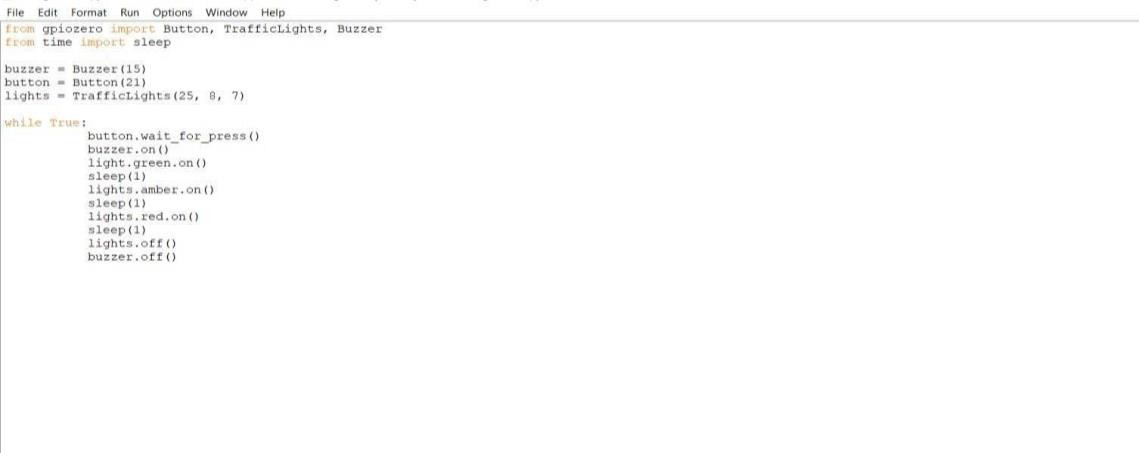 File Edit Format Run Options Window Help
from gpiozero import Button, TrafficLights, Buzzer
from time import sleep
buzzer = Buzzer(15)
button = Button(21)
lights = TrafficLights(25, 8, 7)
while True:
button.wait_for_press()
buzzer.on()
light.green.on()
sleep(1)
lights.amber.on()
sleep(1)
lights.red.on()
sleep(1)
lights.off()
buzzer.off()